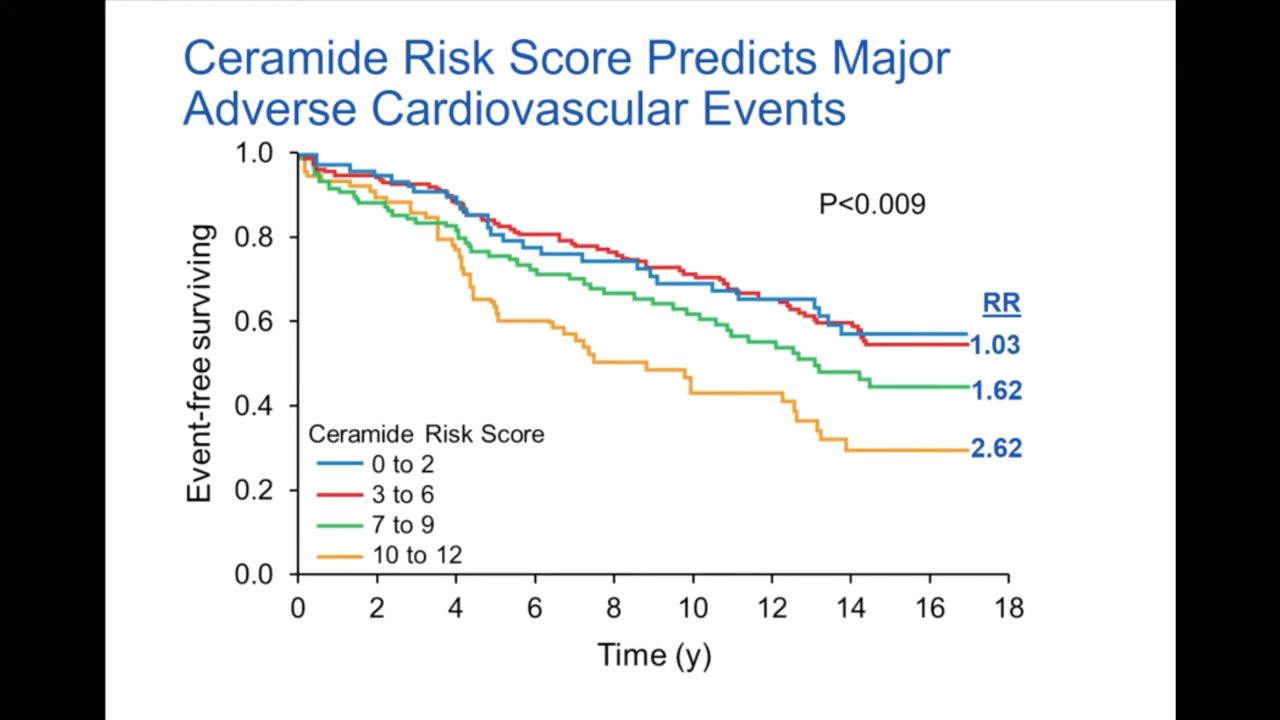 Ceramide Risk Score Predicts Major
Adverse Cardiovascular Events
1.0
0.8
0.6
0.4
0.2
0.0
Event-free surviving
P<0.009
RR
1.03
1.62
2.62
Ceramide Risk Score
0 to 2
3 to 6
7 to 9
10 to 12
0 2 4 6 8 10 12 14 16 18
Time (y)